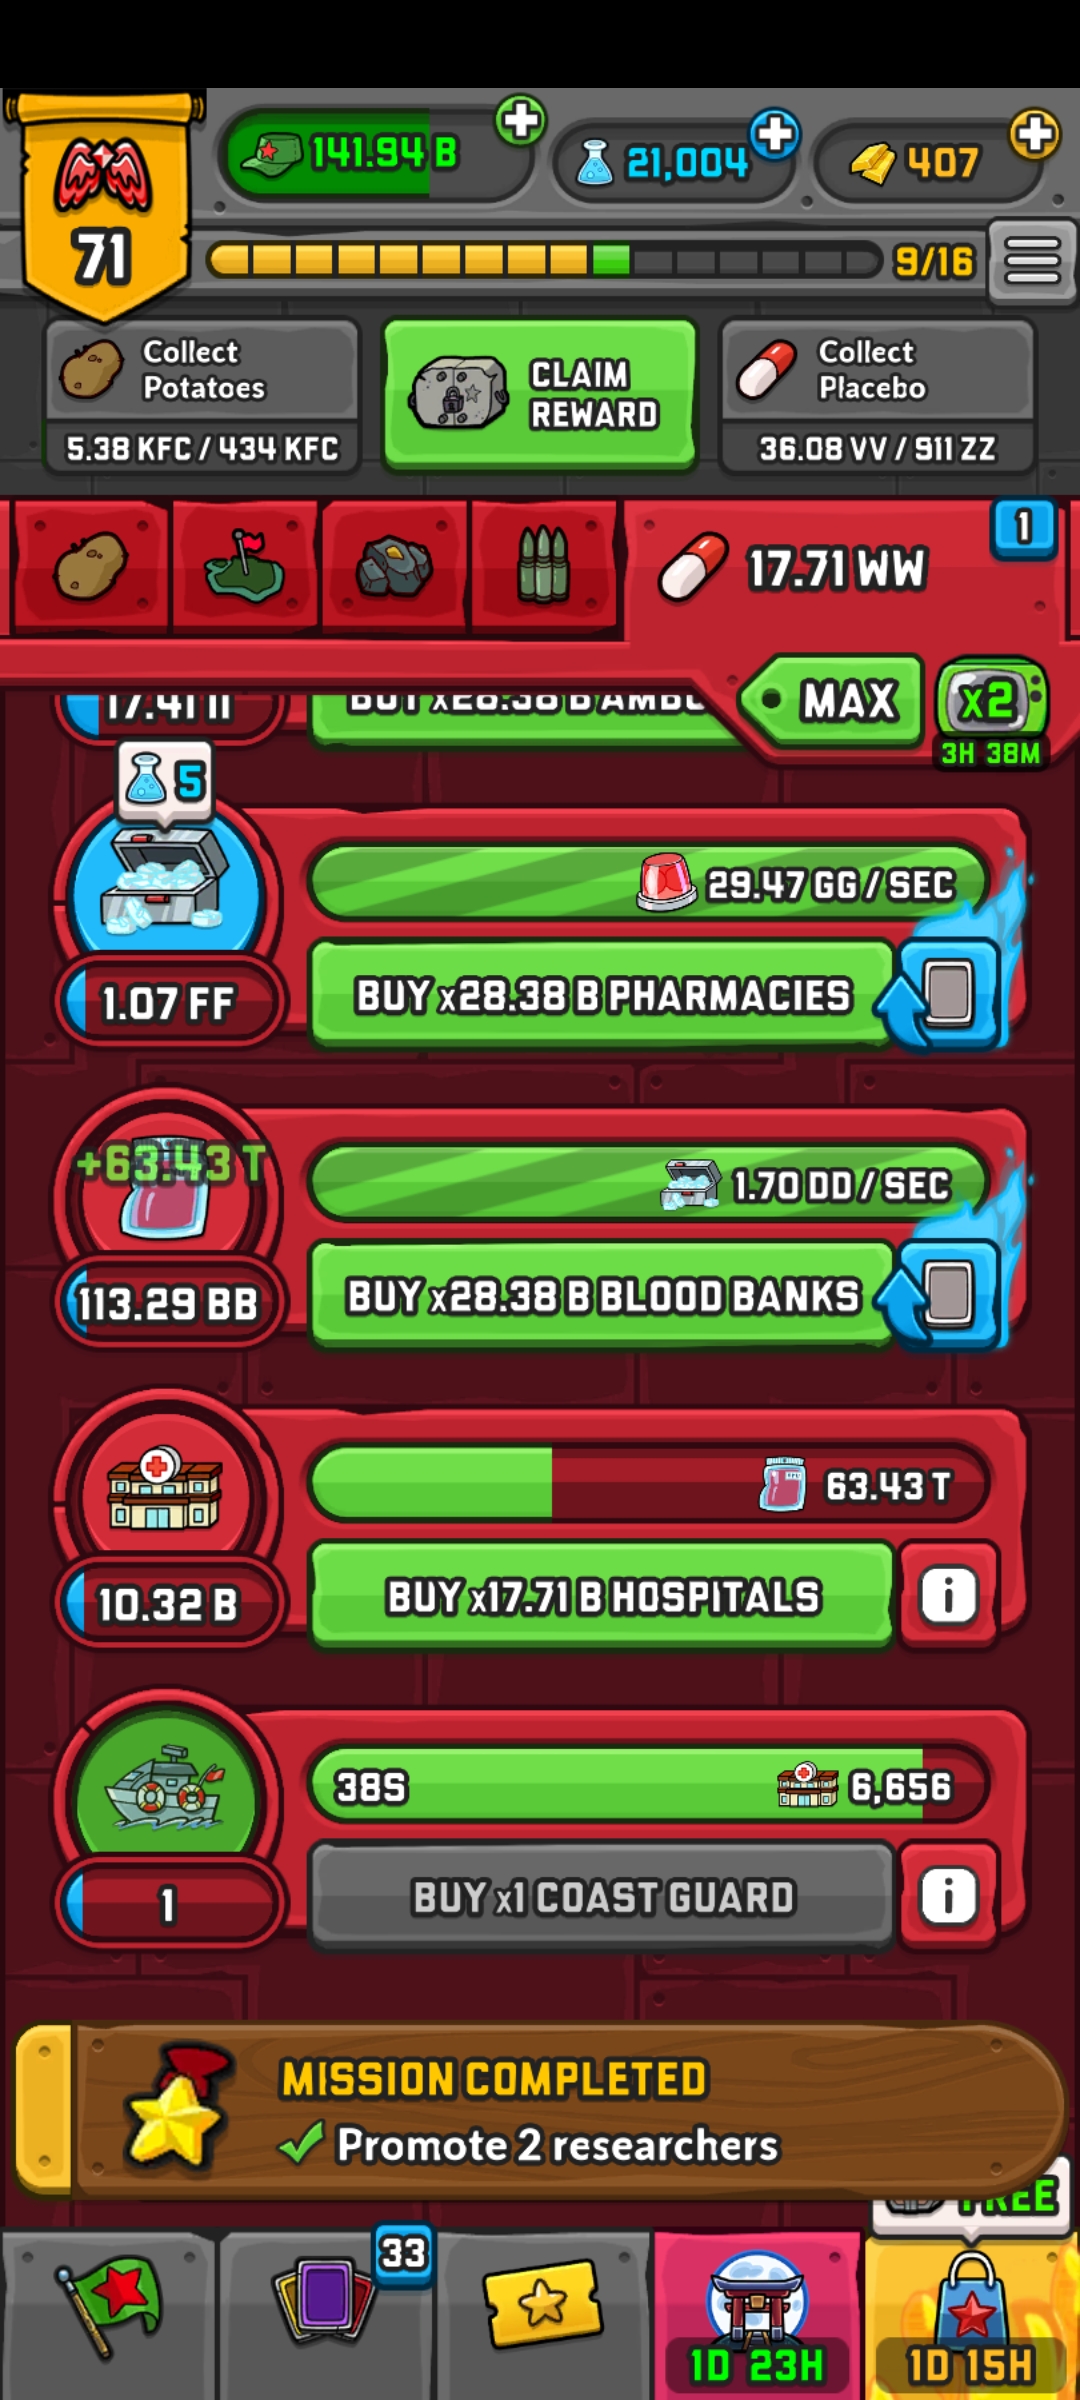 141.94 B
21,004
407
71
9/16
Collect
Potatoes
5.38 KFC / 434 KFC
CLAIM
REWARD
Collect
Placebo
36.08 VV / 911 ZZ
17.71 WW
1
MAX
x2
3H 38M
BUY x28.38 B
5
29.47 GG / SEC
1.07 FF
BUY x28.38 B PHARMACIES
+63.43 T
1.70 DD / SEC
113.29 BB
BUY x28.38 B BLOOD BANKS
63.43 T
10.32 B
BUY x17.71 B HOSPITALS
38S
6,656
1
BUY x1 COAST GUARD
MISSION COMPLETED
Promote 2 researchers
FREE
33
1D 23H
1D 15H